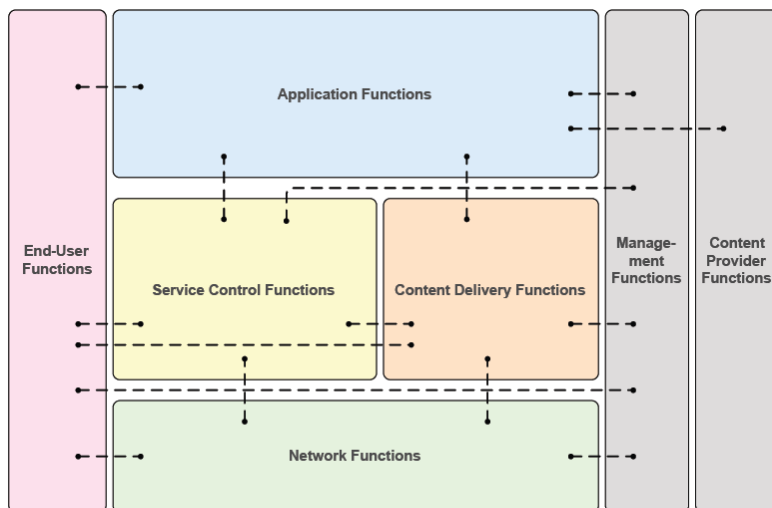 Application Functions
End-User
Functions
Service Control Functions
Content Delivery Functions
Manage-
ment
Functions
Content
Provider
Functions
Network Functions